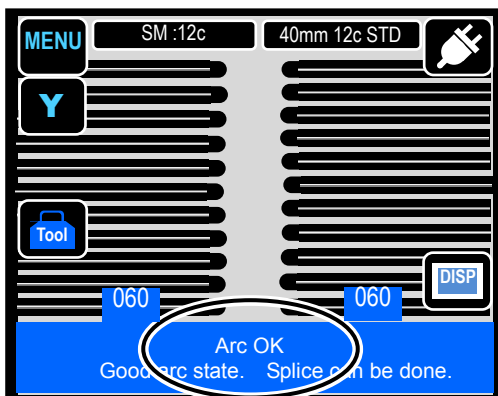 MENU
SM :12c
40mm 12c STD
Y
Tool
DISP
060
060
Arc OK
Good arc state. Splice can be done.